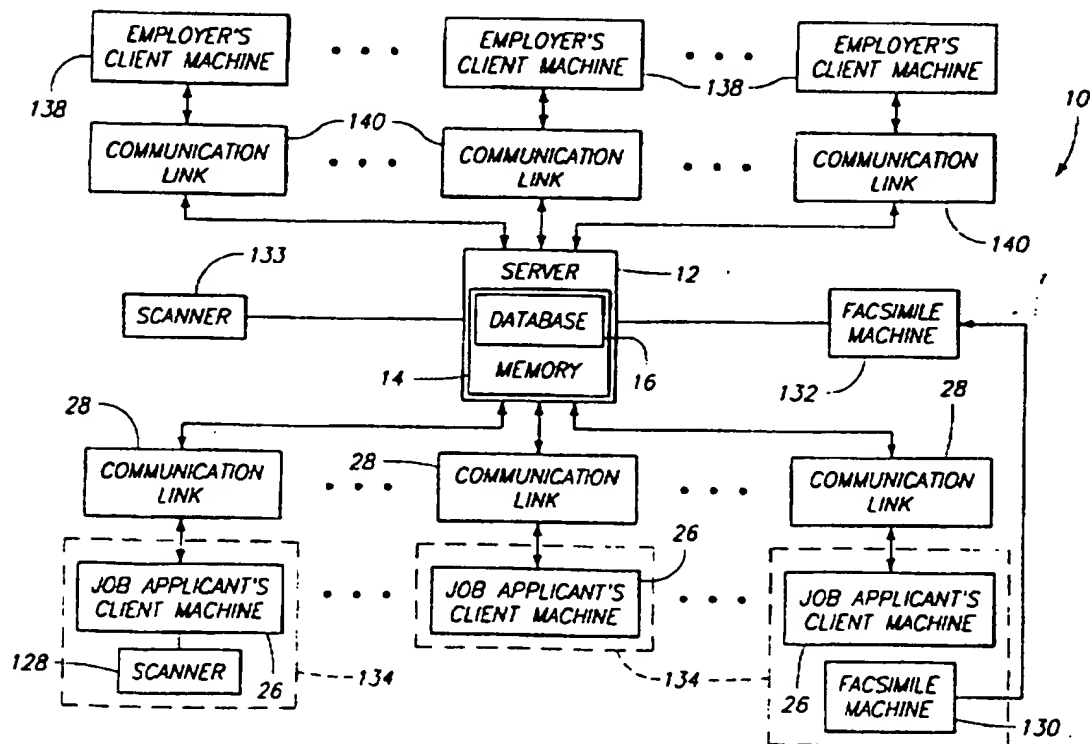 EMPLOYER'S
CLIENT MACHINE
EMPLOYER'S
CLIENT MACHINE
EMPLOYER'S
CLIENT MACHINE
138
138
10
COMMUNICATION
LINK
140
COMMUNICATION
LINK
COMMUNICATION
LINK
140
133
SCANNER
SERVER
12
DATABASE
MEMORY
14
16
FACSIMILE
MACHINE
132
28
COMMUNICATION
LINK
28
COMMUNICATION
LINK
28
COMMUNICATION
LINK
JOB APPLICANT'S
CLIENT MACHINE
128
SCANNER
26
134
26
JOB APPLICANT'S
CLIENT MACHINE
134
JOB APPLICANT'S
CLIENT MACHINE
26
FACSIMILE
MACHINE
130